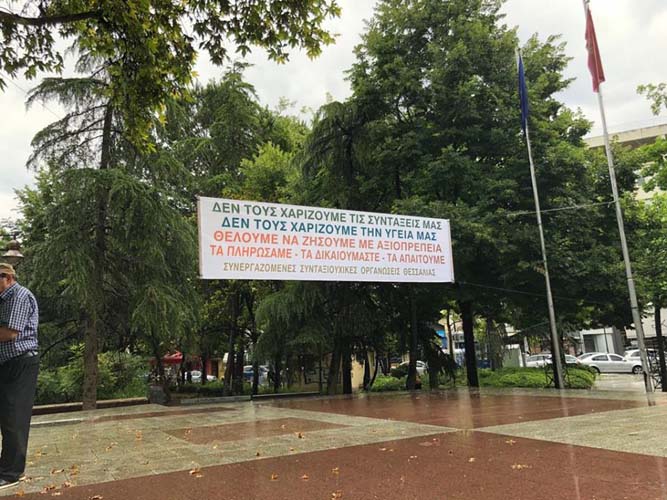 ΔΕΝ ΤΟΥΣ ΧΑΡΙΖΟΥΜΕ ΤΙΣ ΣΥΝΤΑΞΕΙΣ ΜΑΣ
ΔΕΝ ΤΟΥΣ ΧΑΡΙΖΟΥΜΕ ΤΗΝ ΥΓΕΙΑ ΜΑΣ
ΘΕΛΟΥΜΕ ΝΑ ΖΗΣΟΥΜΕ ΜΕ ΑΞΙΟΠΡΕΠΕΙΑ
ΤΑ ΠΛΗΡΩΣΑΜΕ - ΤΑ ΔΙΚΑΙΟΥΜΑΣΤΕ - ΤΑ ΑΠΑΙΤΟΥΜΕ
ΣΥΝΕΡΓΑΖΟΜΕΝΕΣ ΣΥΝΤΑΞΙΟΥΧΙΚΕΣ ΟΡΓΑΝΩΣΕΙΣ ΘΕΣΣΑΛΙΑΣ